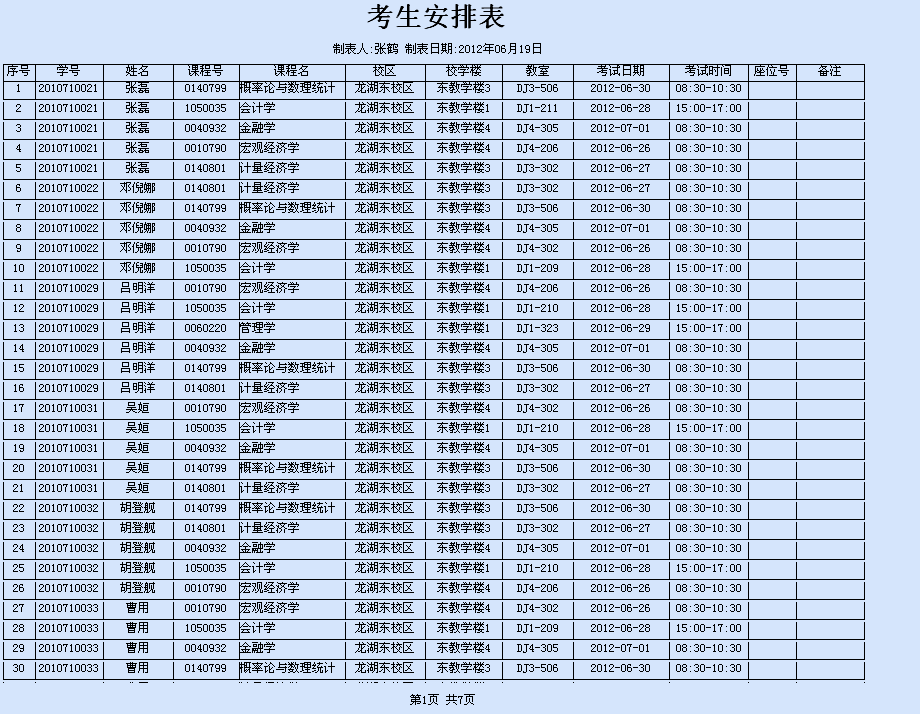 考生安排表
制表人:张鹤 制表日期:2012年06月19日
序号 学号 姓名 课程号 课程名 校区 校学楼 教室 考试日期 考试时间 座位号 备注
1 2010710021 张磊 0140799 概率论与数理统计 龙湖东校区 东教学楼3 DJ3-506 2012-06-30 08:30-10:30
2 2010710021 张磊 1050035 会计学 龙湖东校区 东教学楼1 DJ1-211 2012-06-28 15:00-17:00
3 2010710021 张磊 0040932 金融学 龙湖东校区 东教学楼4 DJ4-305 2012-07-01 08:30-10:30
4 2010710021 张磊 0010790 宏观经济学 龙湖东校区 东教学楼4 DJ4-206 2012-06-26 08:30-10:30
5 2010710021 张磊 0140801 计量经济学 龙湖东校区 东教学楼3 DJ3-302 2012-06-27 08:30-10:30
6 2010710022 邓倪娜 0140801 计量经济学 龙湖东校区 东教学楼3 DJ3-302 2012-06-27 08:30-10:30
7 2010710022 邓倪娜 0140799 概率论与数理统计 龙湖东校区 东教学楼3 DJ3-506 2012-06-30 08:30-10:30
8 2010710022 邓倪娜 0040932 金融学 龙湖东校区 东教学楼4 DJ4-305 2012-07-01 08:30-10:30
9 2010710022 邓倪娜 0010790 宏观经济学 龙湖东校区 东教学楼4 DJ4-302 2012-06-26 08:30-10:30
10 2010710022 邓倪娜 1050035 会计学 龙湖东校区 东教学楼1 DJ1-209 2012-06-28 15:00-17:00
11 2010710029 吕明洋 0010790 宏观经济学 龙湖东校区 东教学楼4 DJ4-206 2012-06-26 08:30-10:30
12 2010710029 吕明洋 1050035 会计学 龙湖东校区 东教学楼1 DJ1-210 2012-06-28 15:00-17:00
13 2010710029 吕明洋 0060220 管理学 龙湖东校区 东教学楼1 DJ1-323 2012-06-29 15:00-17:00
14 2010710029 吕明洋 0040932 金融学 龙湖东校区 东教学楼4 DJ4-305 2012-07-01 08:30-10:30
15 2010710029 吕明洋 0140799 概率论与数理统计 龙湖东校区 东教学楼3 DJ3-506 2012-06-30 08:30-10:30
16 2010710029 吕明洋 0140801 计量经济学 龙湖东校区 东教学楼3 DJ3-302 2012-06-27 08:30-10:30
17 2010710031 吴姮 0010790 宏观经济学 龙湖东校区 东教学楼4 DJ4-302 2012-06-26 08:30-10:30
18 2010710031 吴姮 1050035 会计学 龙湖东校区 东教学楼1 DJ1-210 2012-06-28 15:00-17:00
19 2010710031 吴姮 0040932 金融学 龙湖东校区 东教学楼4 DJ4-305 2012-07-01 08:30-10:30
20 2010710031 吴姮 0140799 概率论与数理统计 龙湖东校区 东教学楼3 DJ3-506 2012-06-30 08:30-10:30
21 2010710031 吴姮 0140801 计量经济学 龙湖东校区 东教学楼3 DJ3-302 2012-06-27 08:30-10:30
22 2010710032 胡登舰 0140799 概率论与数理统计 龙湖东校区 东教学楼3 DJ3-506 2012-06-30 08:30-10:30
23 2010710032 胡登舰 0140801 计量经济学 龙湖东校区 东教学楼3 DJ3-302 2012-06-27 08:30-10:30
24 2010710032 胡登舰 0040932 金融学 龙湖东校区 东教学楼4 DJ4-305 2012-07-01 08:30-10:30
25 2010710032 胡登舰 1050035 会计学 龙湖东校区 东教学楼1 DJ1-210 2012-06-28 15:00-17:00
26 2010710032 胡登舰 0010790 宏观经济学 龙湖东校区 东教学楼4 DJ4-206 2012-06-26 08:30-10:30
27 2010710033 曹用 0010790 宏观经济学 龙湖东校区 东教学楼4 DJ4-302 2012-06-26 08:30-10:30
28 2010710033 曹用 1050035 会计学 龙湖东校区 东教学楼1 DJ1-209 2012-06-28 15:00-17:00
29 2010710033 曹用 0040932 金融学 龙湖东校区 东教学楼4 DJ4-305 2012-07-01 08:30-10:30
30 2010710033 曹用 0140799 概率论与数理统计 龙湖东校区 东教学楼3 DJ3-506 2012-06-30 08:30-10:30
第1页 共7页